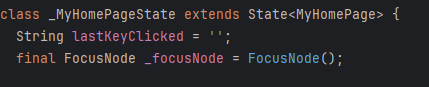 class _MyHomePageState extends State<MyHomePage> {
  String lastKeyClicked = '';
  final FocusNode _focusNode = FocusNode();